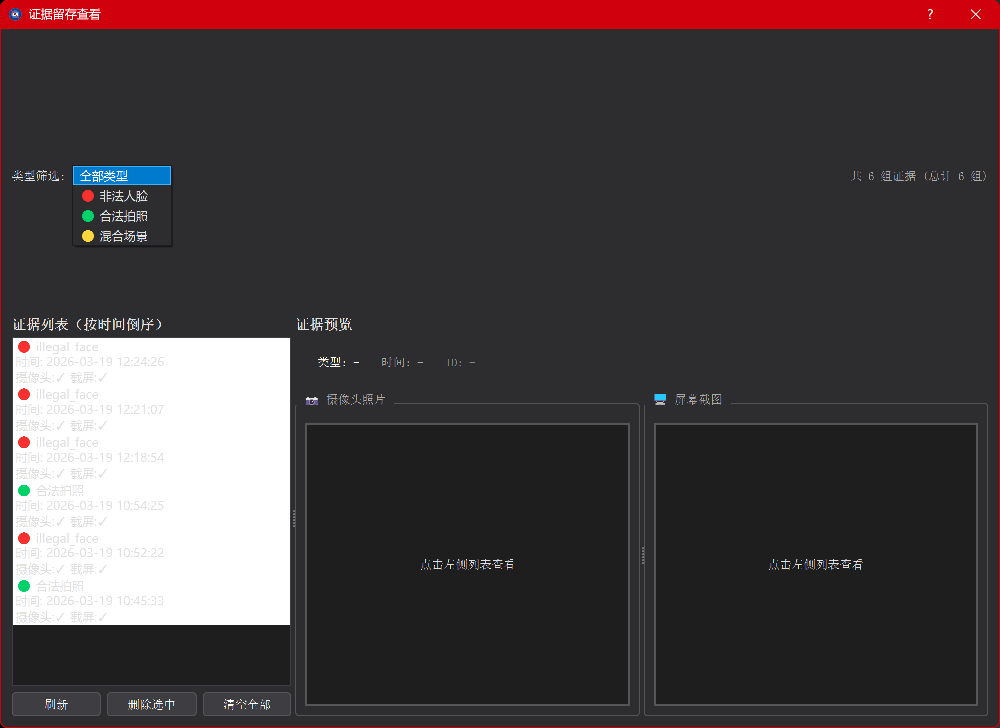 证据留存查看
?
类型筛选:
全部类型
非法人脸
合法拍照
混合场景
共 6 组证据 (总计 6 组)
证据列表（按时间倒序）
illegal_face
时间: 2026-03-19 12:24:26
摄像头:✓ 截屏:✓
illegal_face
时间: 2026-03-19 12:21:07
摄像头:✓ 截屏:✓
illegal_face
时间: 2026-03-19 12:18:54
摄像头:✓ 截屏:✓
合法拍照
时间: 2026-03-19 10:54:25
摄像头:✓ 截屏:✓
illegal_face
时间: 2026-03-19 10:52:22
摄像头:✓ 截屏:✓
合法拍照
时间: 2026-03-19 10:45:33
摄像头:✓ 截屏:✓
刷新
删除选中
清空全部
证据预览
类型: - 时间: - ID: -
摄像头照片
点击左侧列表查看
屏幕截图
点击左侧列表查看